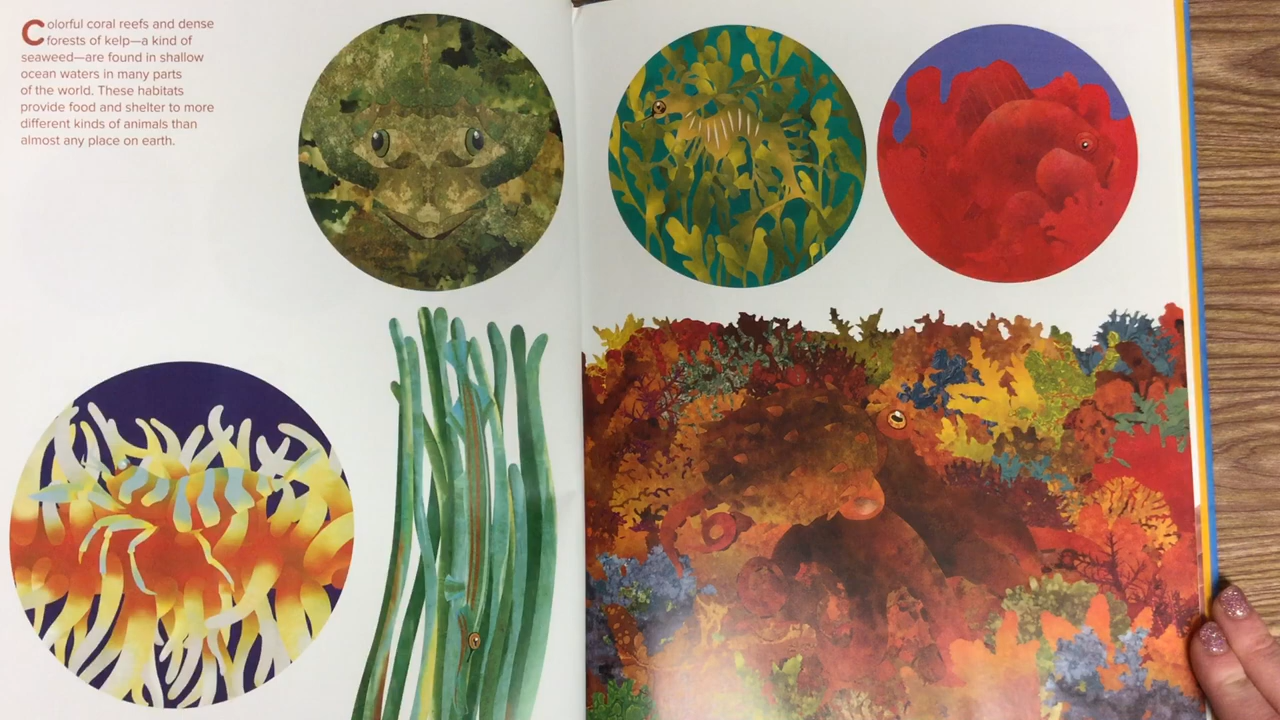 Colorful coral reefs and dense
forests of kelp—a kind of
seaweed—are found in shallow
ocean waters in many parts
of the world. These habitats
provide food and shelter to more
different kinds of animals than
almost any place on earth.